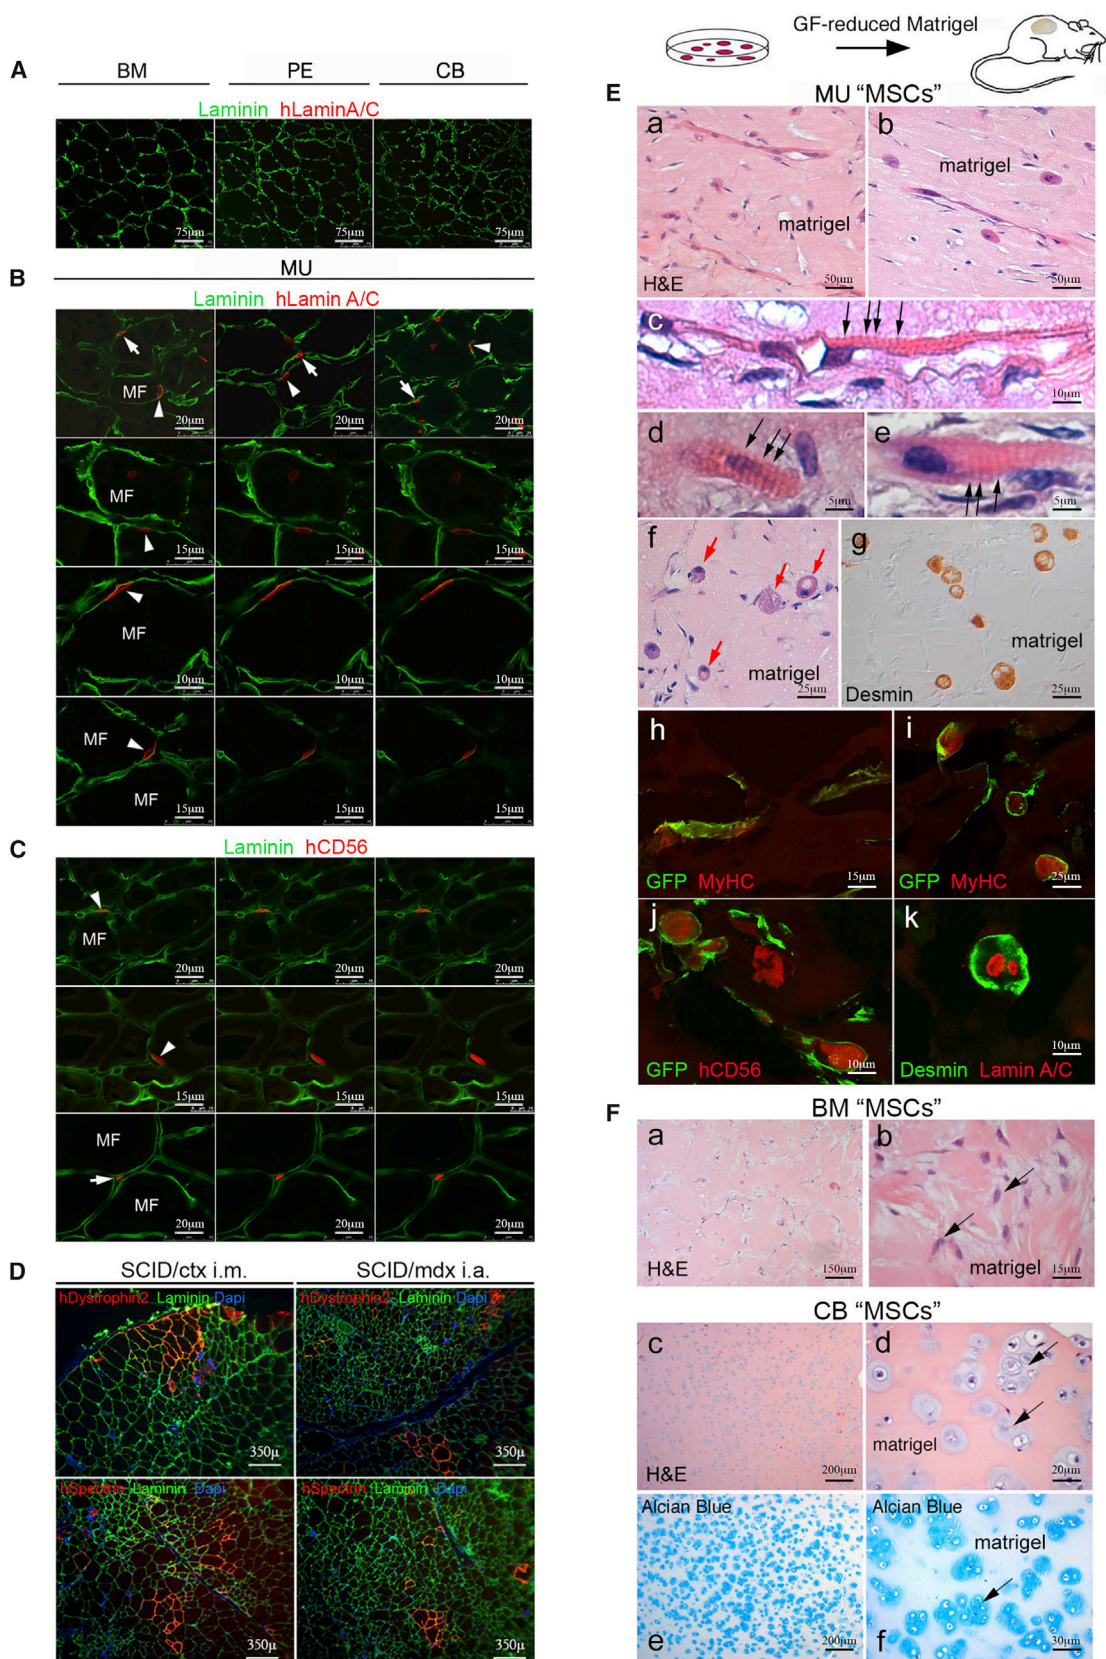 A
BM PE CB
Laminin hLaminA/C
75µm 75µm 75µm
B
MU
Laminin hLamin A/C
MF
20µm 20µm 20µm
MF
15µm 15µm 15µm
MF
10µm 10µm 10µm
MF
MF
15µm 15µm 15µm
C
Laminin hCD56
MF
20µm 20µm 20µm
15µm 15µm 15µm
MF
MF
20µm 20µm 20µm
D
SCID/ctx i.m. SCID/mdx i.a.
hDystrophin2 Laminin Dapi
hDystrophin2 Laminin Dapi
350µ 350µ
hSpectrin Laminin Dapi
hSpectrin Laminin Dapi
350µ 350µ
GF-reduced Matrigel
E
MU “MSCs”
a b
matrigel
matrigel
H&E 50µm 50µm
c
10µm
d e
5µm 5µm
f g
matrigel matrigel
25µm
Desmin 25µm
h i
GFP MyHC 15µm
GFP MyHC 25µm
j k
GFP hCD56 10µm
Desmin Lamin A/C 10µm
F
BM “MSCs”
a b
H&E 150µm
matrigel 15µm
CB “MSCs”
c d
matrigel
H&E 200µm 20µm
Alcian Blue Alcian Blue
matrigel
e 200µm f 30µm